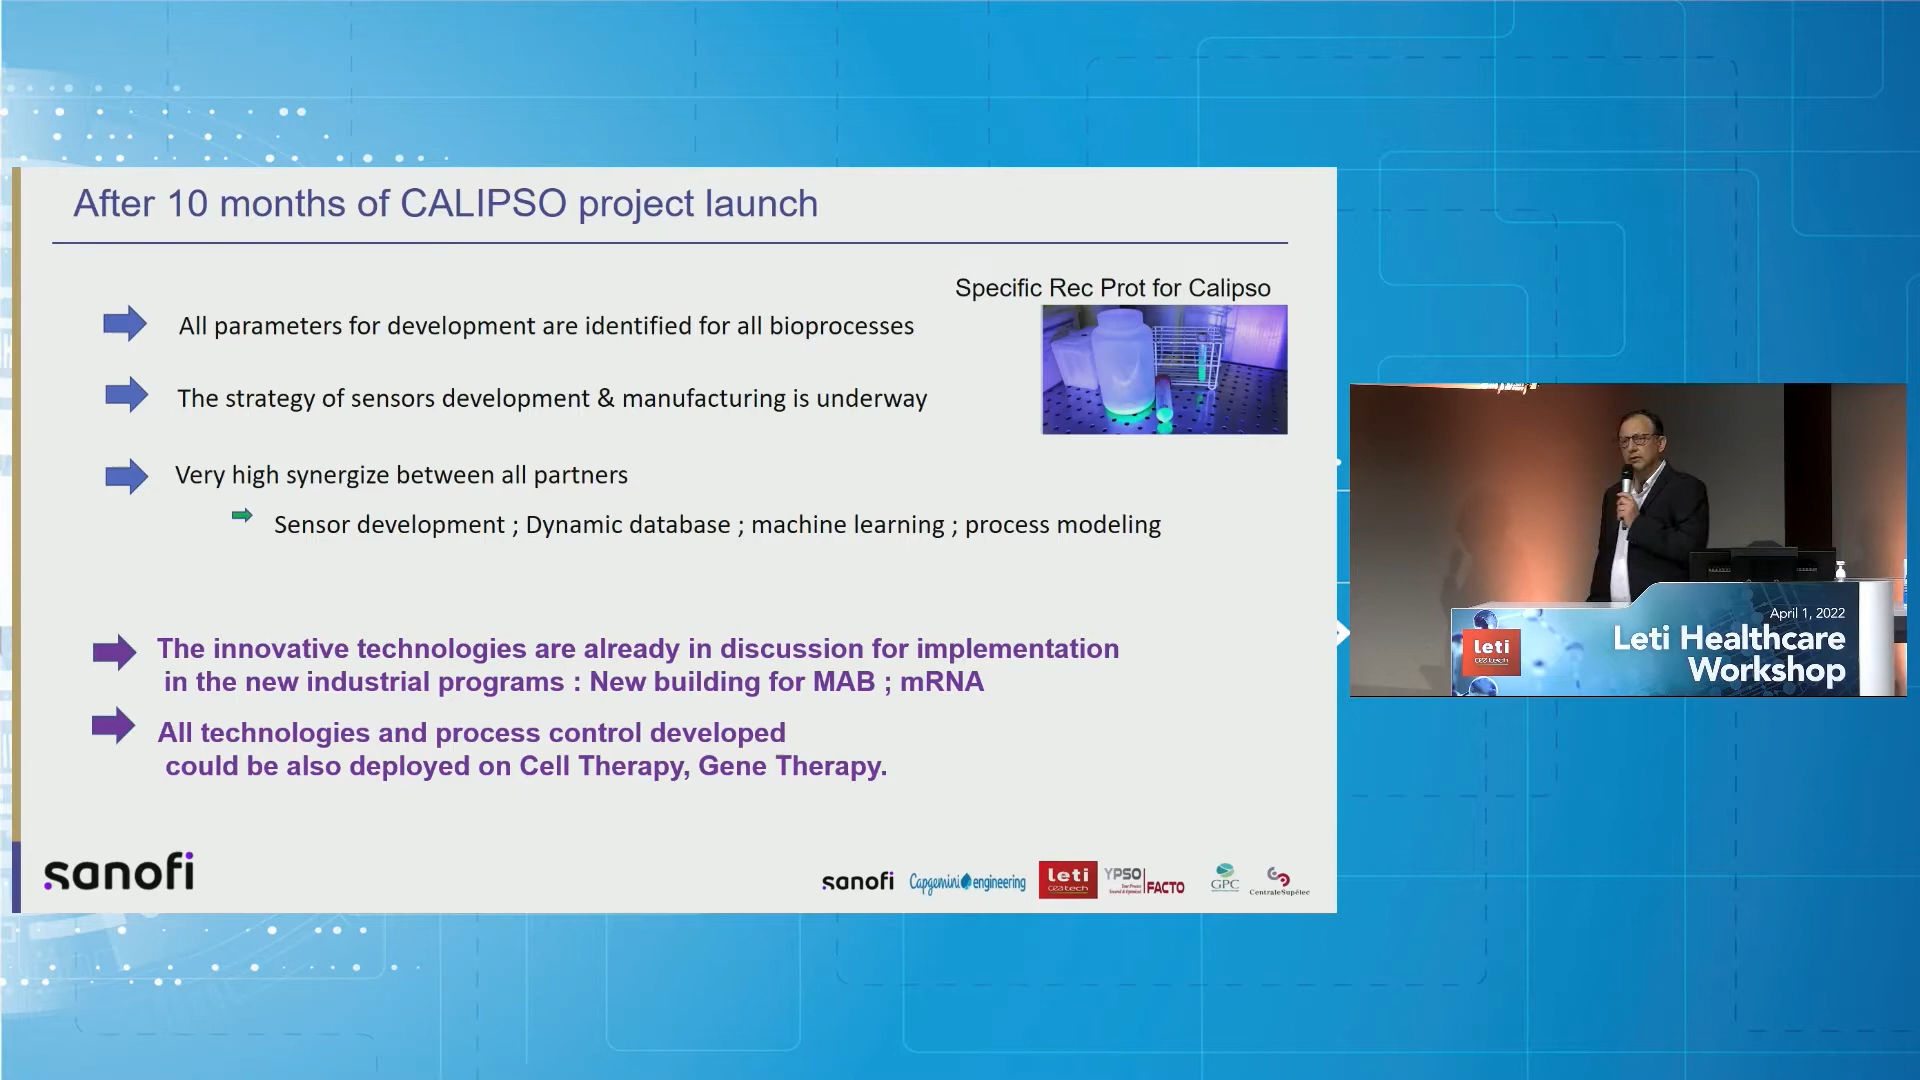 After 10 months of CALIPSO project launch
Specific Rec Prot for Calipso
All parameters for development are identified for all bioprocesses
The strategy of sensors development & manufacturing is underway
Very high synergize between all partners
Sensor development ; Dynamic database ; machine learning ; process modeling
The innovative technologies are already in discussion for implementation
in the new industrial programs : New building for MAB ; mRNA
All technologies and process control developed
could be also deployed on Cell Therapy, Gene Therapy.
sanofi
sanofi
Capgemini engineering
leti
cea tech
YPSO FACTO
GPC
CentraleSupélec
April 1, 2022
leti
cea tech
Leti Healthcare
Workshop